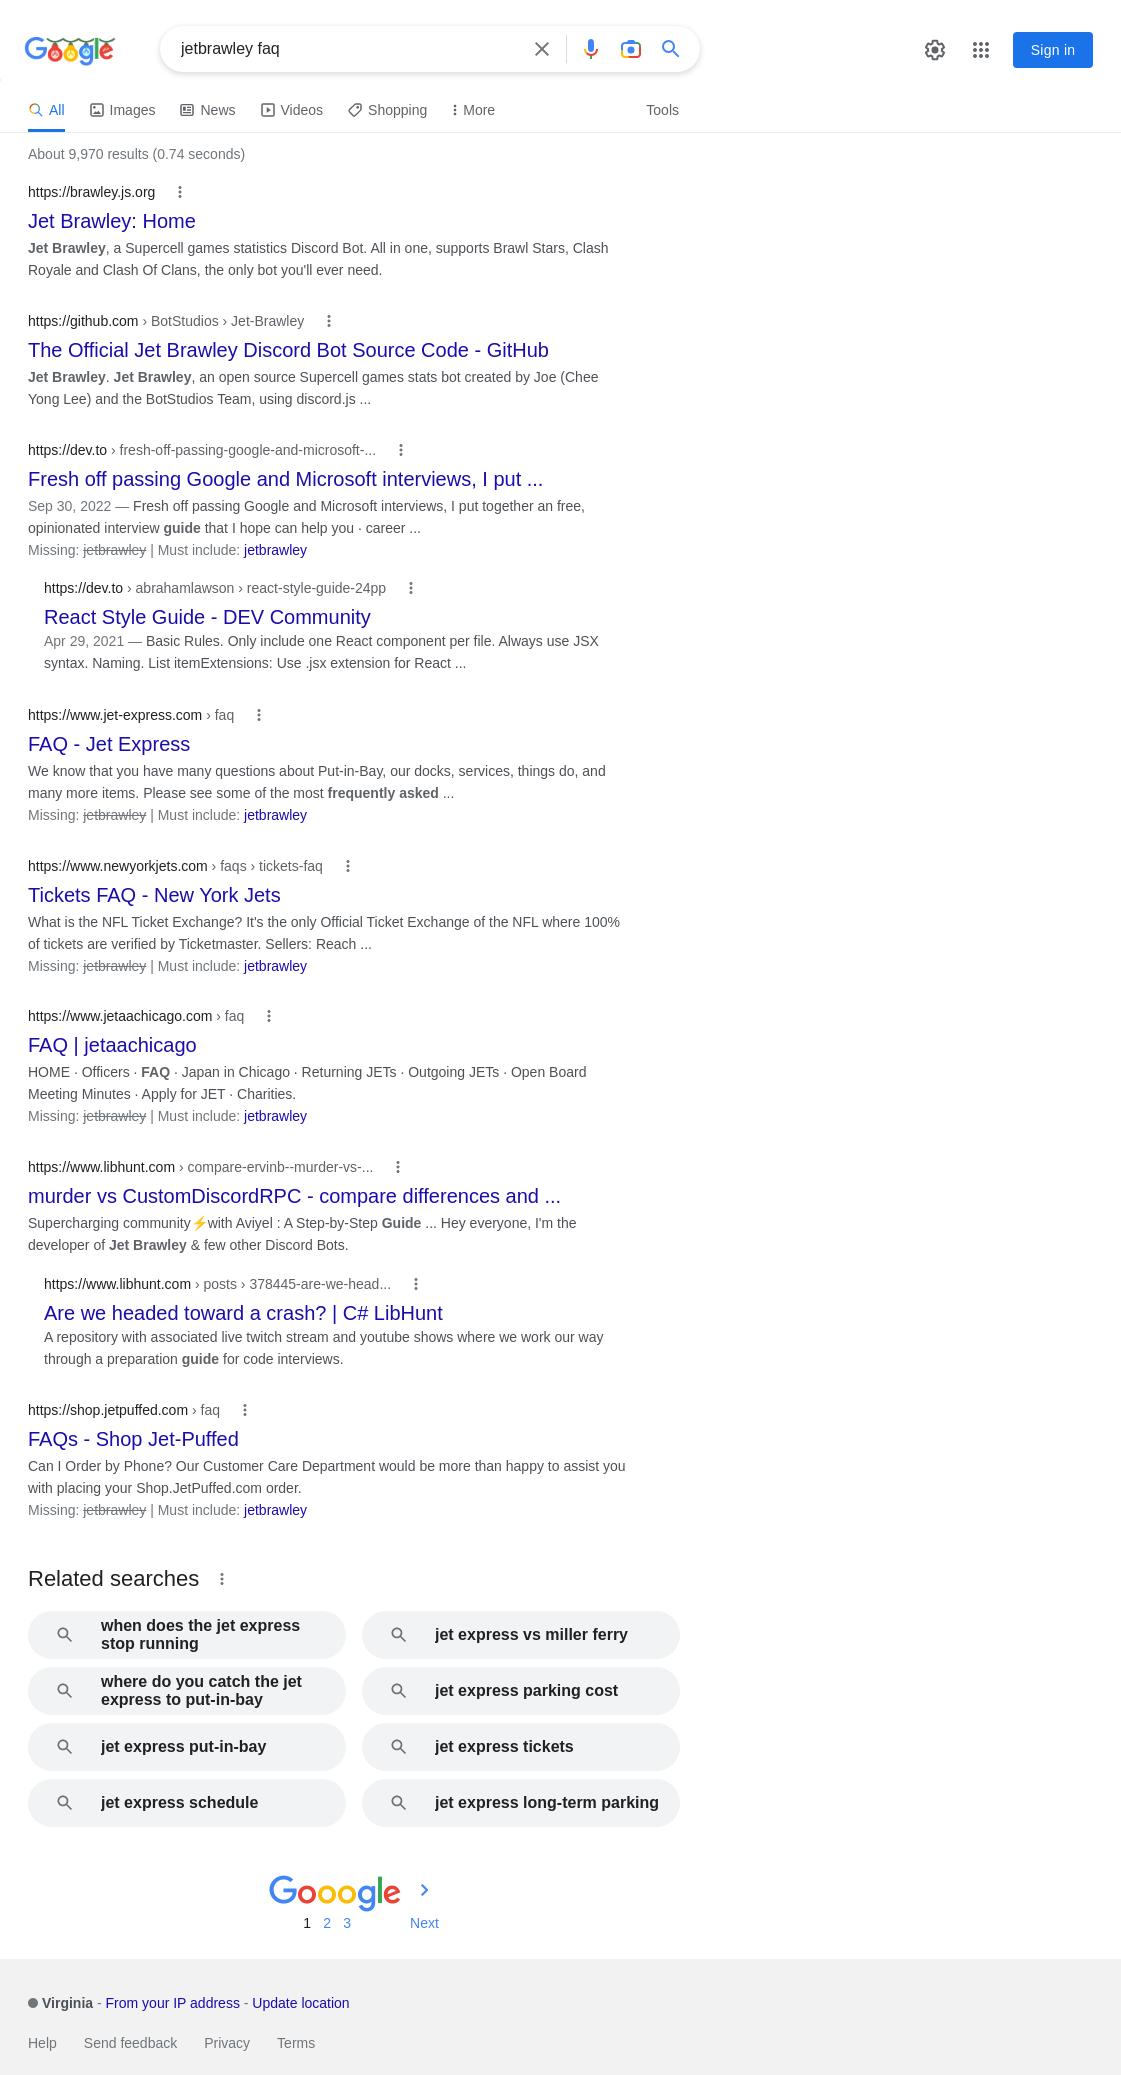 Google
jetbrawley faq
Sign in
All Images News Videos Shopping More Tools
About 9,970 results (0.74 seconds)
https://brawley.js.org
Jet Brawley: Home
Jet Brawley, a Supercell games statistics Discord Bot. All in one, supports Brawl Stars, Clash
Royale and Clash Of Clans, the only bot you'll ever need.
https://github.com › BotStudios › Jet-Brawley
The Official Jet Brawley Discord Bot Source Code - GitHub
Jet Brawley. Jet Brawley, an open source Supercell games stats bot created by Joe (Chee
Yong Lee) and the BotStudios Team, using discord.js ...
https://dev.to › fresh-off-passing-google-and-microsoft-...
Fresh off passing Google and Microsoft interviews, I put ...
Sep 30, 2022 — Fresh off passing Google and Microsoft interviews, I put together an free,
opinionated interview guide that I hope can help you · career ...
Missing: jetbrawley | Must include: jetbrawley
https://dev.to › abrahamlawson › react-style-guide-24pp
React Style Guide - DEV Community
Apr 29, 2021 — Basic Rules. Only include one React component per file. Always use JSX
syntax. Naming. List itemExtensions: Use .jsx extension for React ...
https://www.jet-express.com › faq
FAQ - Jet Express
We know that you have many questions about Put-in-Bay, our docks, services, things do, and
many more items. Please see some of the most frequently asked ...
Missing: jetbrawley | Must include: jetbrawley
https://www.newyorkjets.com › faqs › tickets-faq
Tickets FAQ - New York Jets
What is the NFL Ticket Exchange? It's the only Official Ticket Exchange of the NFL where 100%
of tickets are verified by Ticketmaster. Sellers: Reach ...
Missing: jetbrawley | Must include: jetbrawley
https://www.jetaachicago.com › faq
FAQ | jetaachicago
HOME · Officers · FAQ · Japan in Chicago · Returning JETs · Outgoing JETs · Open Board
Meeting Minutes · Apply for JET · Charities.
Missing: jetbrawley | Must include: jetbrawley
https://www.libhunt.com › compare-ervinb--murder-vs-...
murder vs CustomDiscordRPC - compare differences and ...
Supercharging community⚡with Aviyel : A Step-by-Step Guide ... Hey everyone, I'm the
developer of Jet Brawley & few other Discord Bots.
https://www.libhunt.com › posts › 378445-are-we-head...
Are we headed toward a crash? | C# LibHunt
A repository with associated live twitch stream and youtube shows where we work our way
through a preparation guide for code interviews.
https://shop.jetpuffed.com › faq
FAQs - Shop Jet-Puffed
Can I Order by Phone? Our Customer Care Department would be more than happy to assist you
with placing your Shop.JetPuffed.com order.
Missing: jetbrawley | Must include: jetbrawley
Related searches
when does the jet express
stop running
jet express vs miller ferry
where do you catch the jet
express to put-in-bay
jet express parking cost
jet express put-in-bay
jet express tickets
jet express schedule
jet express long-term parking
Gooogle
1 2 3 Next
Virginia - From your IP address - Update location
Help Send feedback Privacy Terms